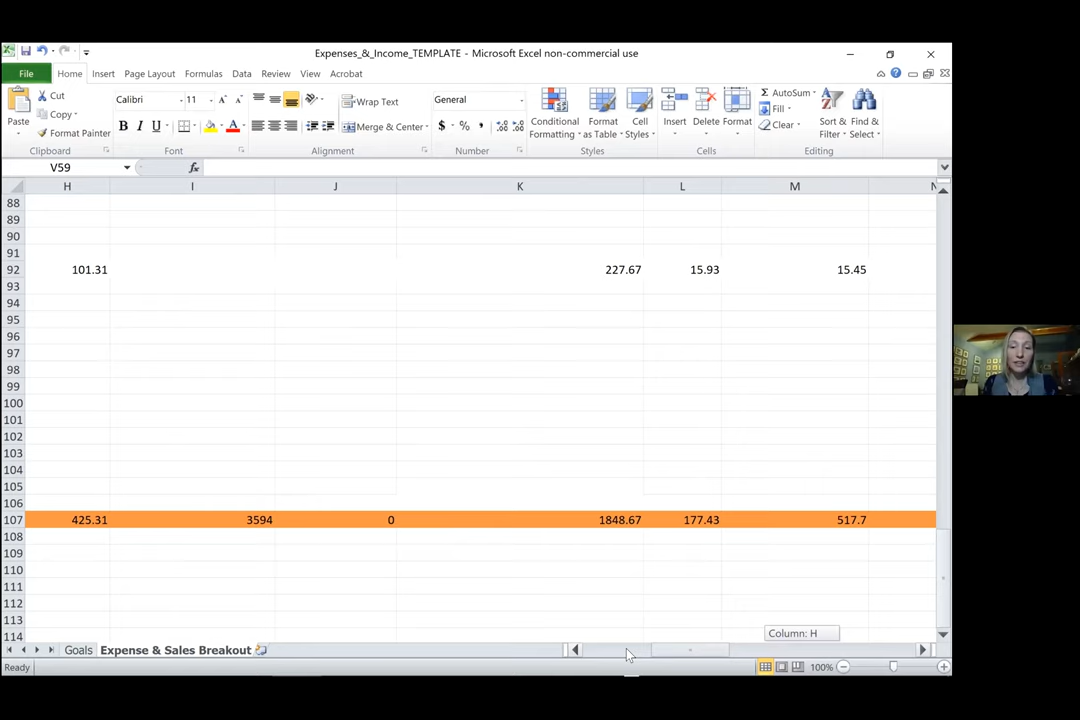 Expenses_&_Income_TEMPLATE - Microsoft Excel non-commercial use
File Home Insert Page Layout Formulas Data Review View Acrobat
Paste Cut Copy Format Painter Clipboard
Calibri 11 B I U Font
Wrap Text Merge & Center Alignment
General $ % , Number
Conditional Formatting Format as Table Cell Styles Styles
Insert Delete Format Cells
Σ AutoSum Fill Clear Sort & Filter Find & Select Editing
V59 fx
H I J K L M N
88
89
90
91
92 101.31 227.67 15.93 15.45
93
94
95
96
97
98
99
100
101
102
103
104
105
106
107 425.31 3594 0 1848.67 177.43 517.7
108
109
110
111
112
113
114
Column: H
Goals Expense & Sales Breakout
Ready 100%